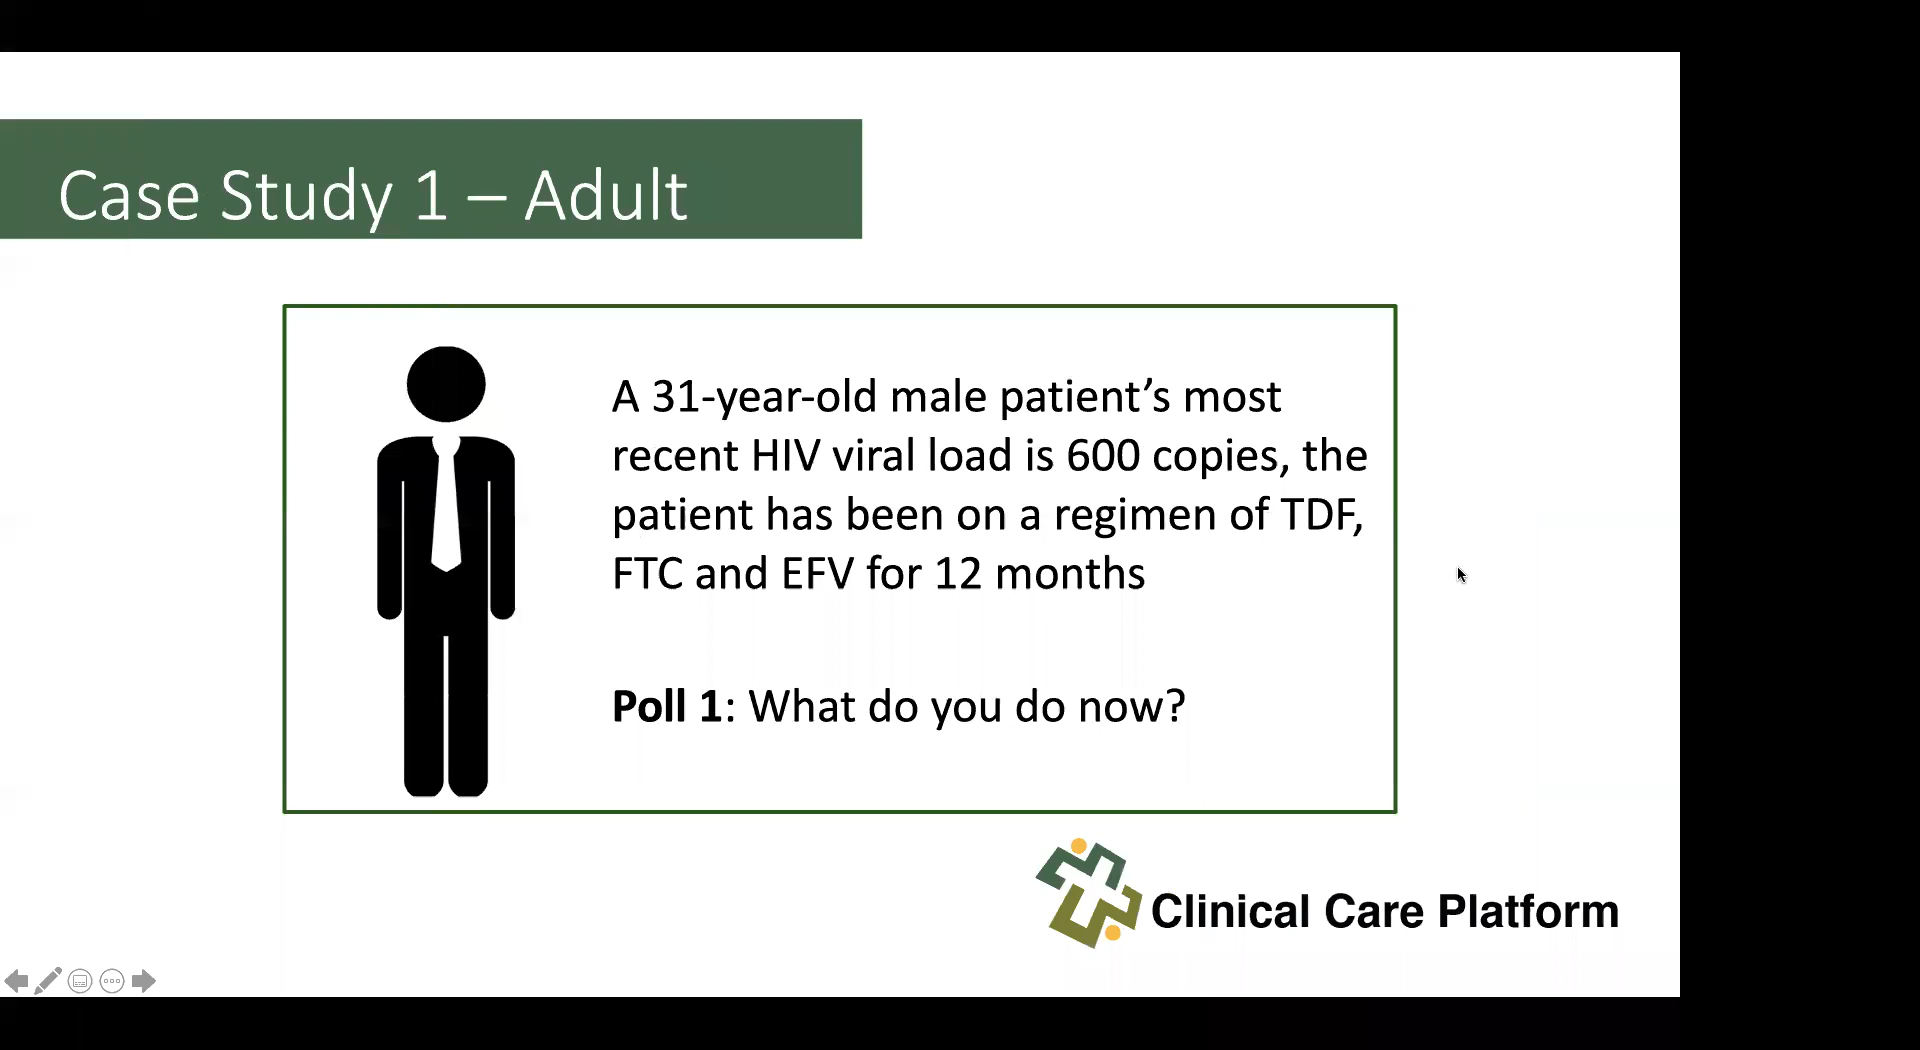 Case Study 1 – Adult
A 31-year-old male patient’s most
recent HIV viral load is 600 copies, the
patient has been on a regimen of TDF,
FTC and EFV for 12 months
Poll 1: What do you do now?
Clinical Care Platform